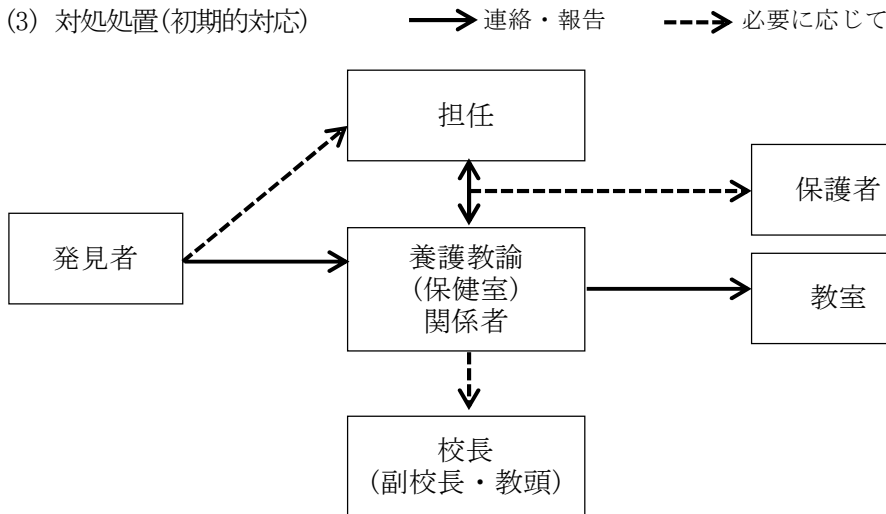 (3) 対処処置(初期的対応)
連絡・報告
必要に応じて
担任
保護者
発見者
養護教諭
(保健室)
関係者
教室
校長
(副校長・教頭)